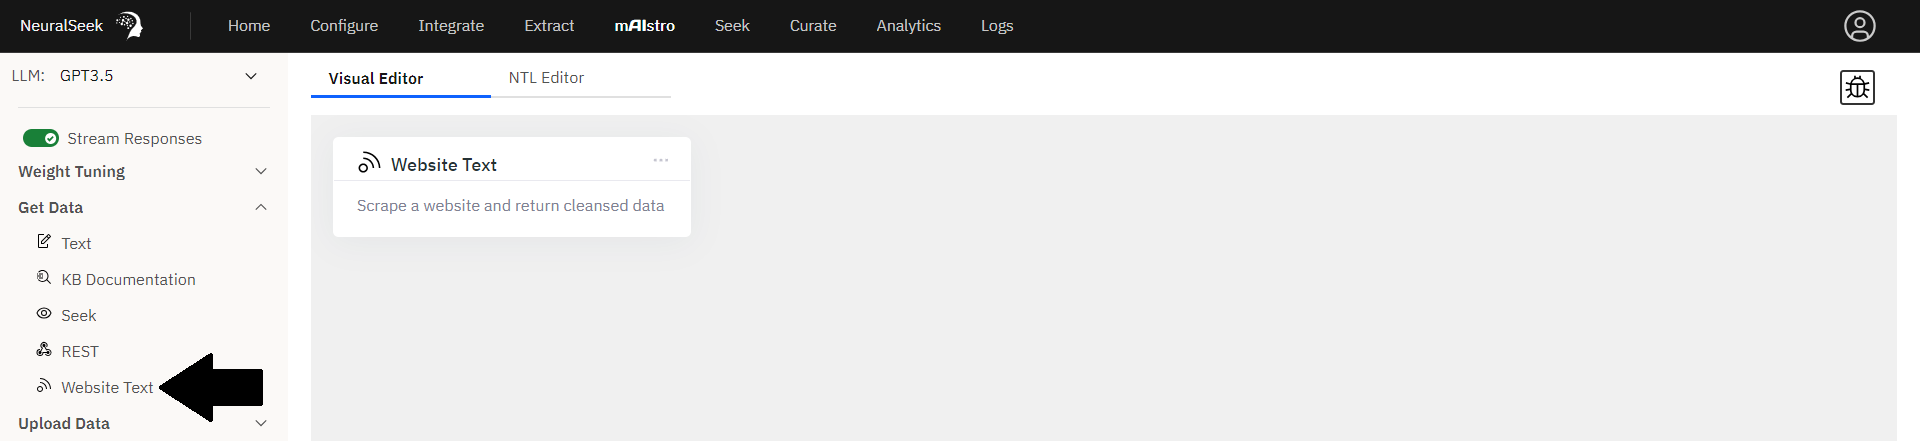 NeuralSeek Home Configure Integrate Extract mAIstro Seek Curate Analytics Logs
LLM: GPT3.5
Visual Editor NTL Editor
Stream Responses
Weight Tuning
Get Data
Text
KB Documentation
Seek
REST
Website Text
Upload Data
Website Text
Scrape a website and return cleansed data